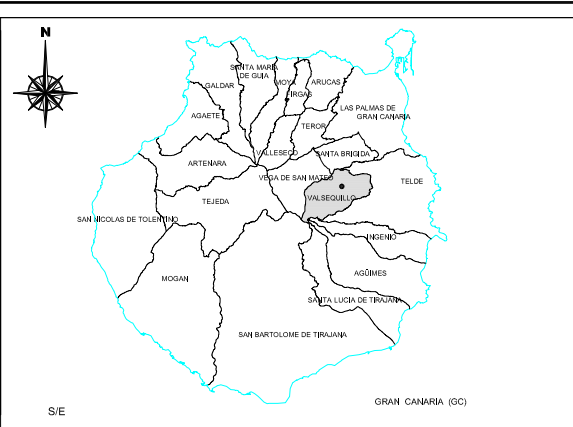 N
SANTA MARIA
DE GUIA
MOYA
ARUCAS
FIRGAS
GALDAR
LAS PALMAS DE
GRAN CANARIA
AGAETE
TEROR
VALLESECO
SANTA BRIGIDA
ARTENARA
VEGA DE SAN MATEO
TELDE
TEJEDA
VALSEQUILLO
SAN NICOLAS DE TOLENTINO
INGENIO
AGÜIMES
MOGAN
SANTA LUCIA DE TIRAJANA
SAN BARTOLOME DE TIRAJANA
GRAN CANARIA (GC)
S/E